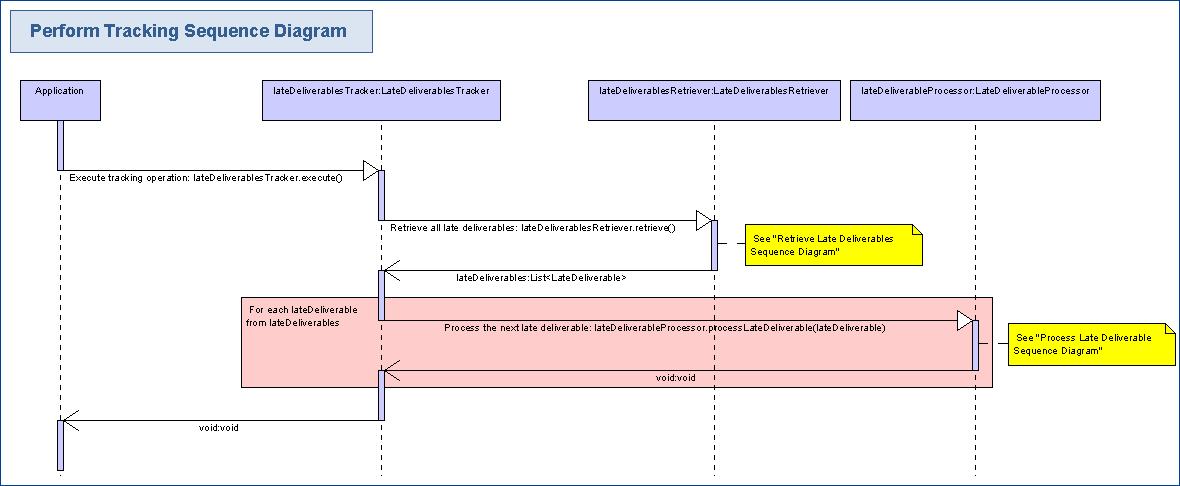 Perform Tracking Sequence Diagram
Application
lateDeliverablesTracker:LateDeliverablesTracker
lateDeliverablesRetriever:LateDeliverablesRetriever
lateDeliverableProcessor:LateDeliverableProcessor
Execute tracking operation: lateDeliverablesTracker.execute()
Retrieve all late deliverables: lateDeliverablesRetriever.retrieve()
See "Retrieve Late Deliverables
Sequence Diagram"
lateDeliverables:List<LateDeliverable>
For each lateDeliverable
from lateDeliverables
Process the next late deliverable: lateDeliverableProcessor.processLateDeliverable(lateDeliverable)
See "Process Late Deliverable
Sequence Diagram"
void:void
void:void